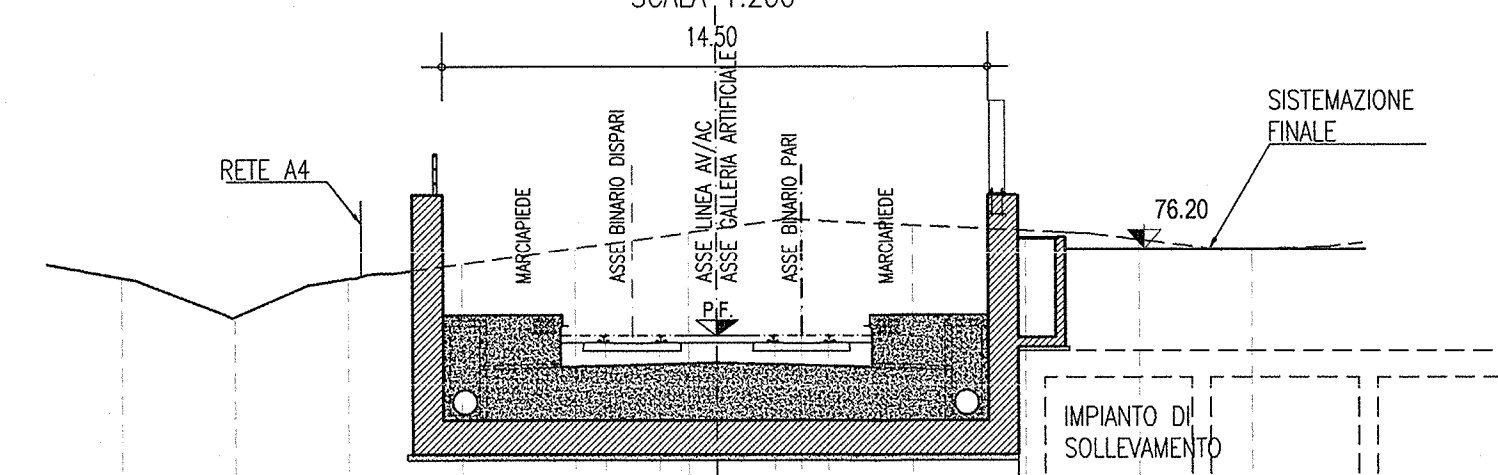 SCALA 1:200
14.50
SISTEMAZIONE
FINALE
RETE A4
76.20
MARCIAPIEDE
ASSE BINARIO DISPARI
ASSE LINEA AV/AC
ASSE GALLERIA ARTIFICIALE
ASSE BINARIO PARI
MARCIAPIEDE
P.F.
IMPIANTO DI
SOLLEVAMENTO